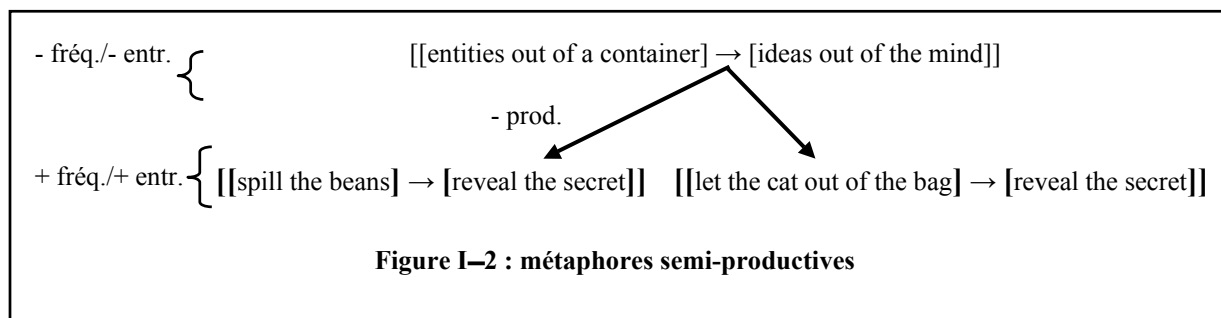 - fréq./- entr. [[entities out of a container] → [ideas out of the mind]]
- prod.
+ fréq./+ entr. [[spill the beans] → [reveal the secret]] [[let the cat out of the bag] → [reveal the secret]]
Figure I–2 : métaphores semi-productives